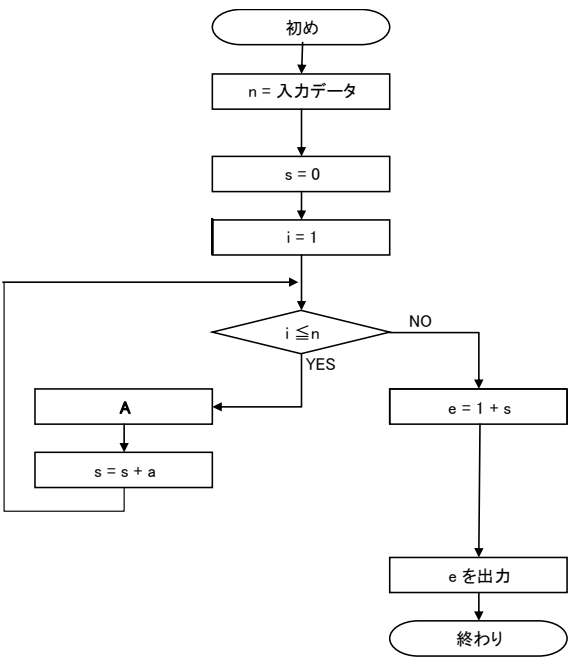 初め
n = 入力データ
s = 0
i = 1
i ≦n
NO
YES
A
e = 1 + s
s = s + a
e を出力
終わり